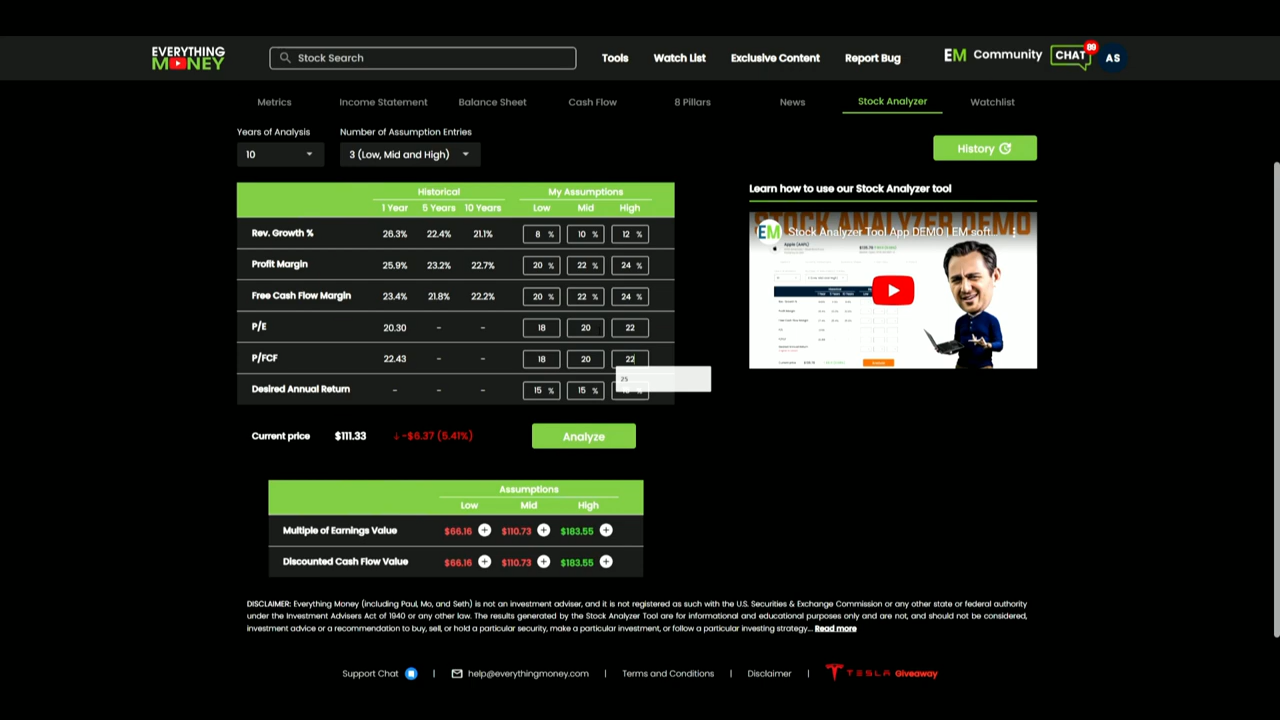 EVERYTHING MONEY
Stock Search
Tools
Watch List
Exclusive Content
Report Bug
EM Community
CHAT
89
AS
Metrics
Income Statement
Balance Sheet
Cash Flow
8 Pillars
News
Stock Analyzer
Watchlist
Years of Analysis
Number of Assumption Entries
10
3 (Low, Mid and High)
History
Historical My Assumptions
1 Year 5 Years 10 Years Low Mid High
Rev. Growth % 26.3% 22.4% 21.1% 8 % 10 % 12 %
Profit Margin 25.9% 23.2% 22.7% 20 % 22 % 24 %
Free Cash Flow Margin 23.4% 21.8% 22.2% 20 % 22 % 24 %
P/E 20.30 - - 18 20 22
P/FCF 22.43 - - 18 20 22
25
Desired Annual Return - - - 15 % 15 % %
Current price $111.33 ↓-$6.37 (5.41%)
Analyze
Learn how to use our Stock Analyzer tool
STOCK ANALYZER DEMO
EM Stock Analyzer Tool App DEMO | EM soft...
Assumptions
Low Mid High
Multiple of Earnings Value $66.16 + $110.73 + $183.55 +
Discounted Cash Flow Value $66.16 + $110.73 + $183.55 +
DISCLAIMER: Everything Money (including Paul, Mo, and Seth) is not an investment adviser, and it is not registered as such with the U.S. Securities & Exchange Commission or any other state or federal authority
under the Investment Advisers Act of 1940 or any other law. The results generated by the Stock Analyzer Tool are for informational and educational purposes only and are not, and should not be considered,
investment advice or a recommendation to buy, sell, or hold a particular security, make a particular investment, or follow a particular investing strategy... Read more
Support Chat | help@everythingmoney.com | Terms and Conditions | Disclaimer | TESLA Giveaway